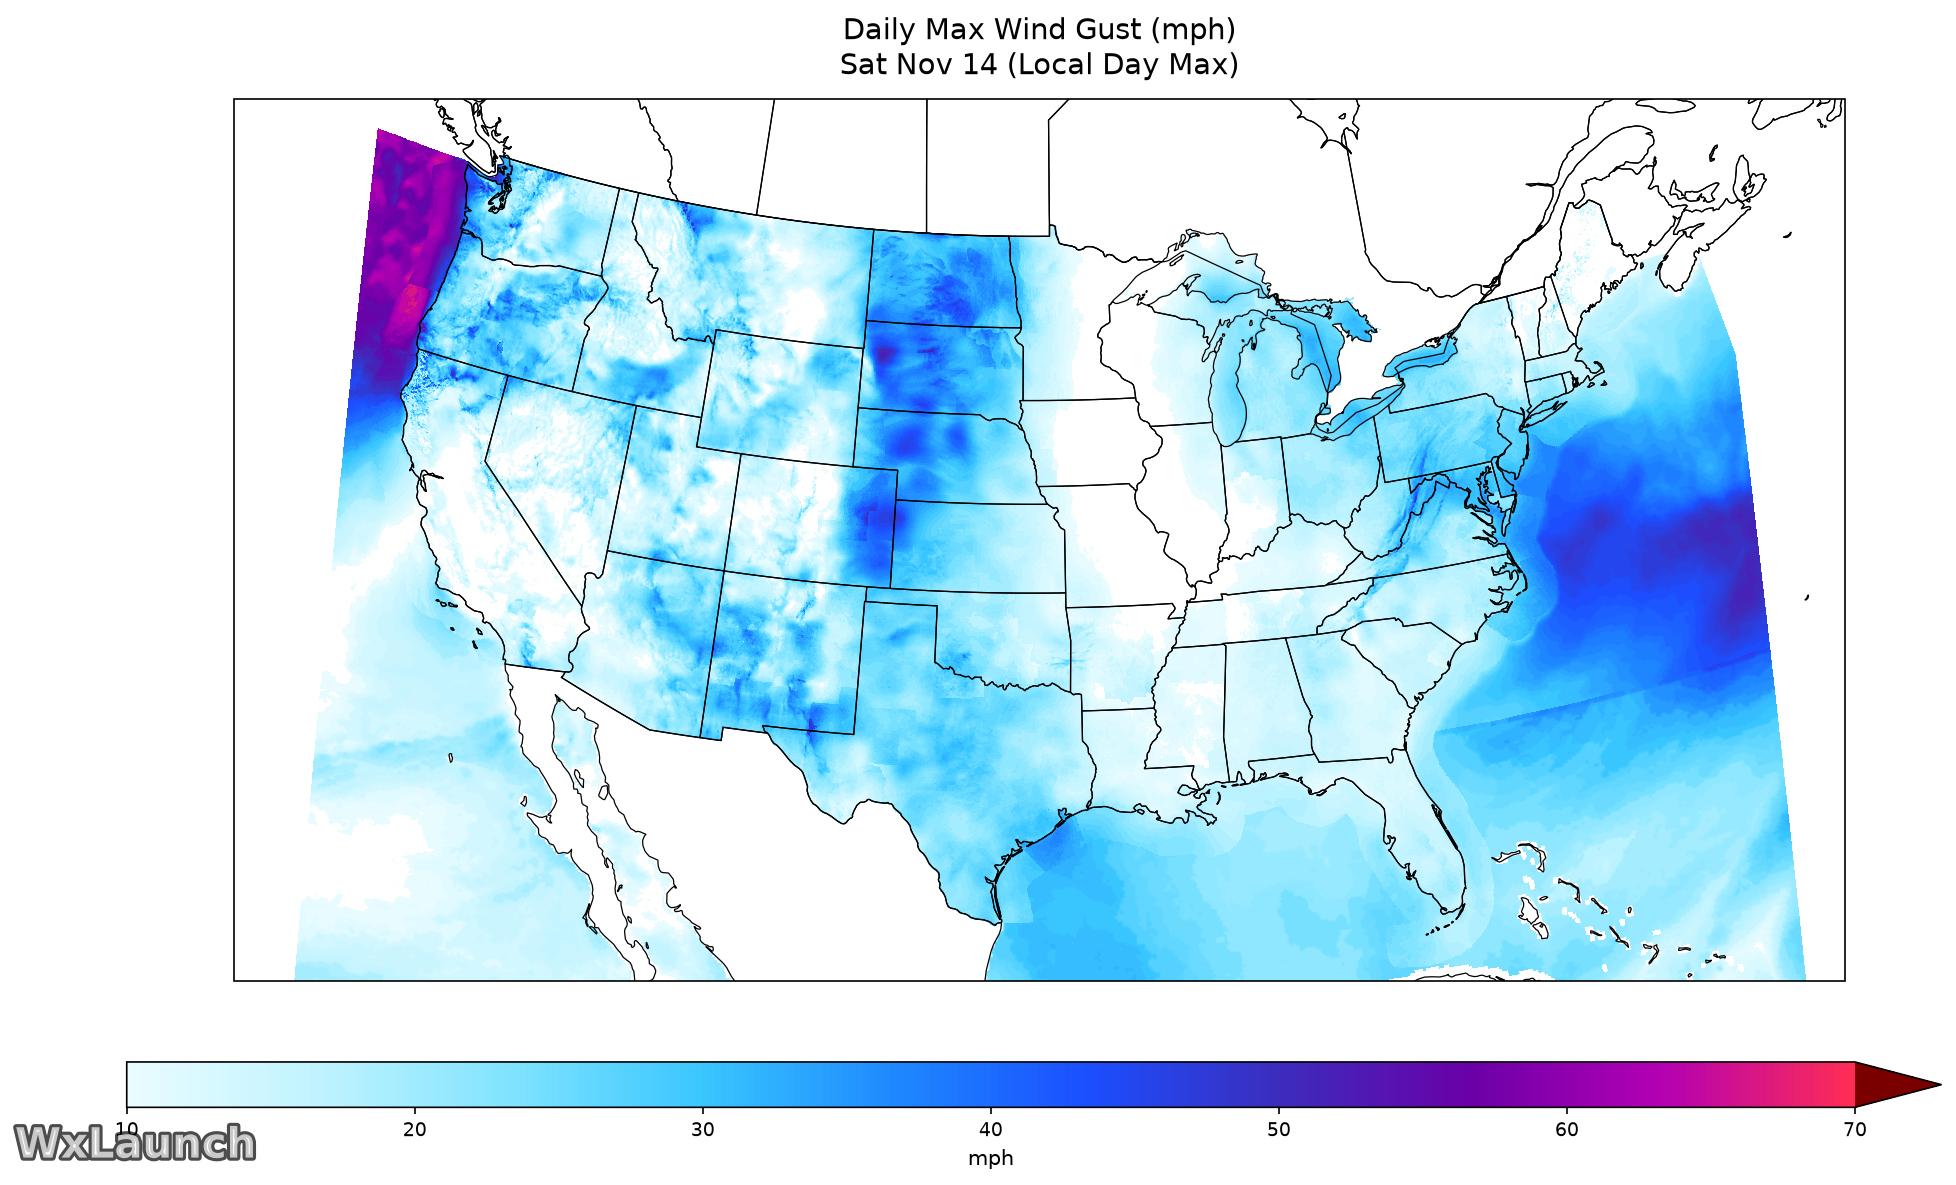 Daily Max Wind Gust (mph)
Sat Nov 14 (Local Day Max)
10 20 30 40 50 60 70
mph
WxLaunch